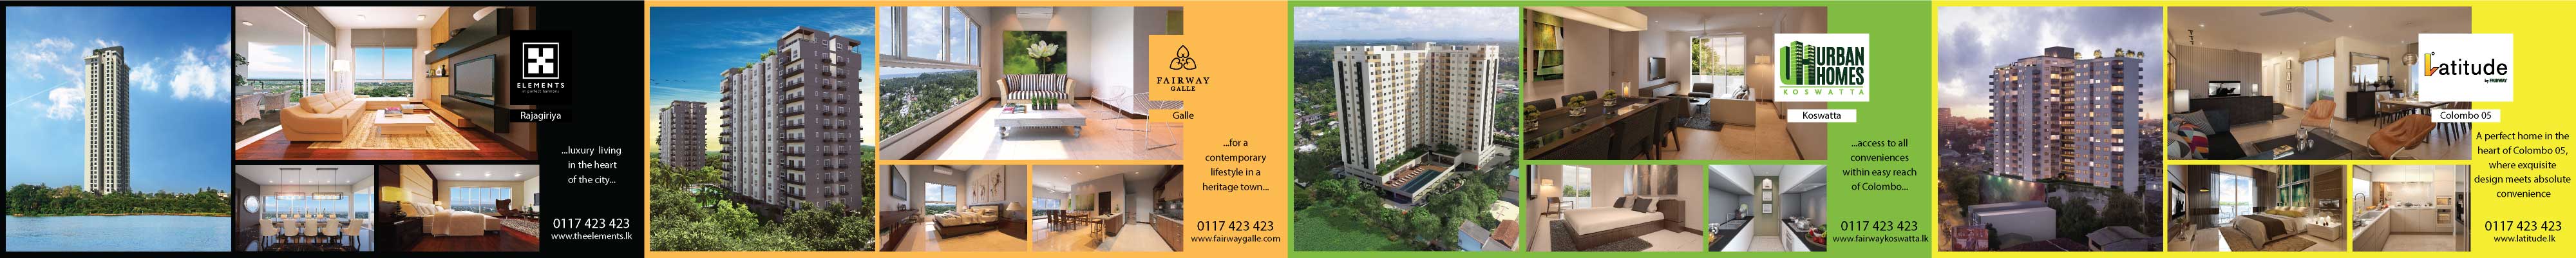 ELEMENTS
in perfect harmony
Rajagiriya
...luxury living
in the heart
of the city...
0117 423 423
www.theelements.lk
FAIRWAY
GALLE
Galle
...for a
contemporary
lifestyle in a
heritage town...
0117 423 423
www.fairwaygalle.com
URBAN
HOMES
KOSWATTA
Koswatta
...access to all
conveniences
within easy reach
of Colombo...
0117 423 423
www.fairwaykoswatta.lk
Latitude
by FAIRWAY
Colombo 05
A perfect home in the
heart of Colombo 05,
where exquisite
design meets absolute
convenience
0117 423 423
www.latitude.lk